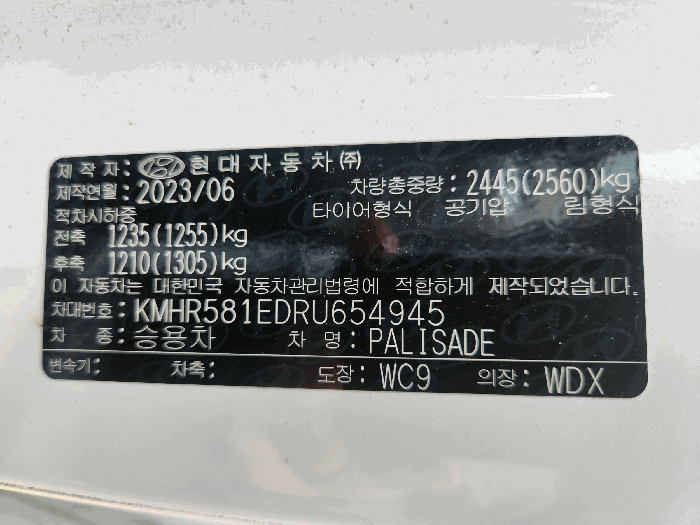 제 작 자 : 현대자동차㈜
제작연월 : 2023/06 차량총중량 : 2445(2560)kg
적차시하중 타이어형식 공기압 림형식
전축 1235(1255)kg
후축 1210(1305)kg
이 자동차는 대한민국 자동차관리법령에 적합하게 제작되었습니다.
차대번호 : KMHR581EDRU654945
차 종 : 승용차 차 명 : PALISADE
변속기 : 차축 : 도장 : WC9 의장 : WDX